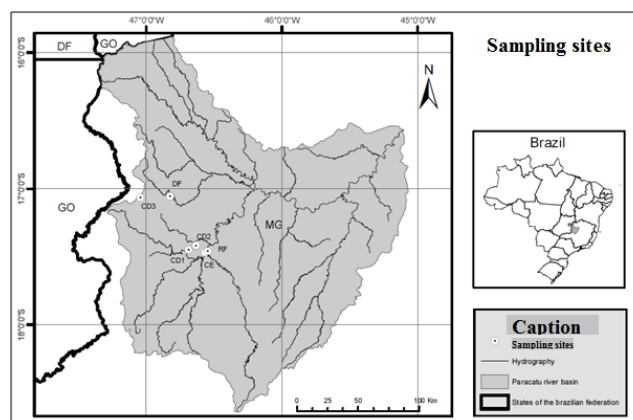 47°0'0"W
46°0'0"W
45°0'0"W
DF
GO
16°0'0"S
N
17°0'0"S
GO
DF
CD3
MG
CD2
RF
CD1
CE
18°0'0"S
0 25 50 100 Km
Sampling sites
Brazil
Caption
Sampling sites
Hydrography
Paracatu river basin
States of the brazilian federation